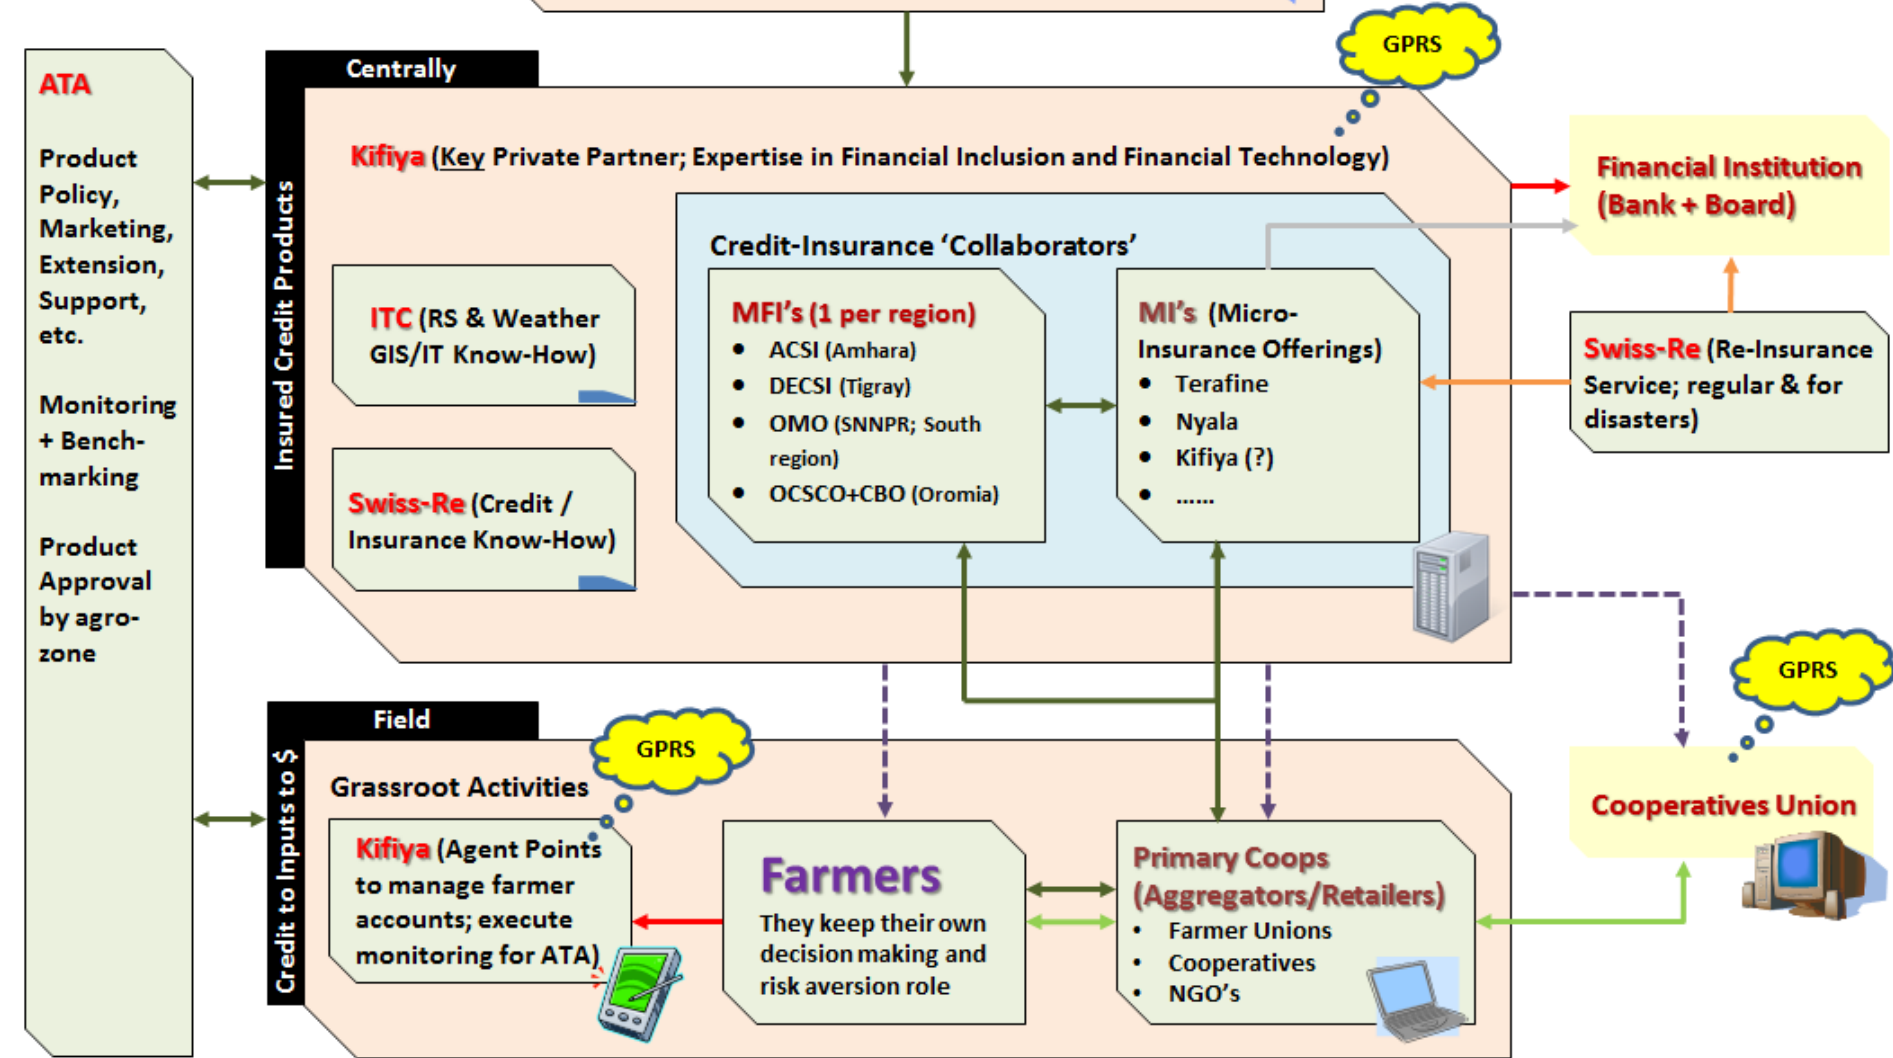 GPRS
ATA
Product
Policy,
Marketing,
Extension,
Support,
etc.
Monitoring
+ Bench-
marking
Product
Approval
by agro-
zone
Centrally
Insured Credit Products
Kifiya (Key Private Partner; Expertise in Financial Inclusion and Financial Technology)
ITC (RS & Weather
GIS/IT Know-How)
Swiss-Re (Credit /
Insurance Know-How)
Credit-Insurance ‘Collaborators’
MFI’s (1 per region)
• ACSI (Amhara)
• DECSI (Tigray)
• OMO (SNNPR; South
region)
• OCSCO+CBO (Oromia)
MI’s (Micro-
Insurance Offerings)
• Terafine
• Nyala
• Kifiya (?)
• ......
Financial Institution
(Bank + Board)
Swiss-Re (Re-Insurance
Service; regular & for
disasters)
Field
Credit to Inputs to $
Grassroot Activities
GPRS
Kifiya (Agent Points
to manage farmer
accounts; execute
monitoring for ATA)
Farmers
They keep their own
decision making and
risk aversion role
Primary Coops
(Aggregators/Retailers)
• Farmer Unions
• Cooperatives
• NGO’s
GPRS
Cooperatives Union